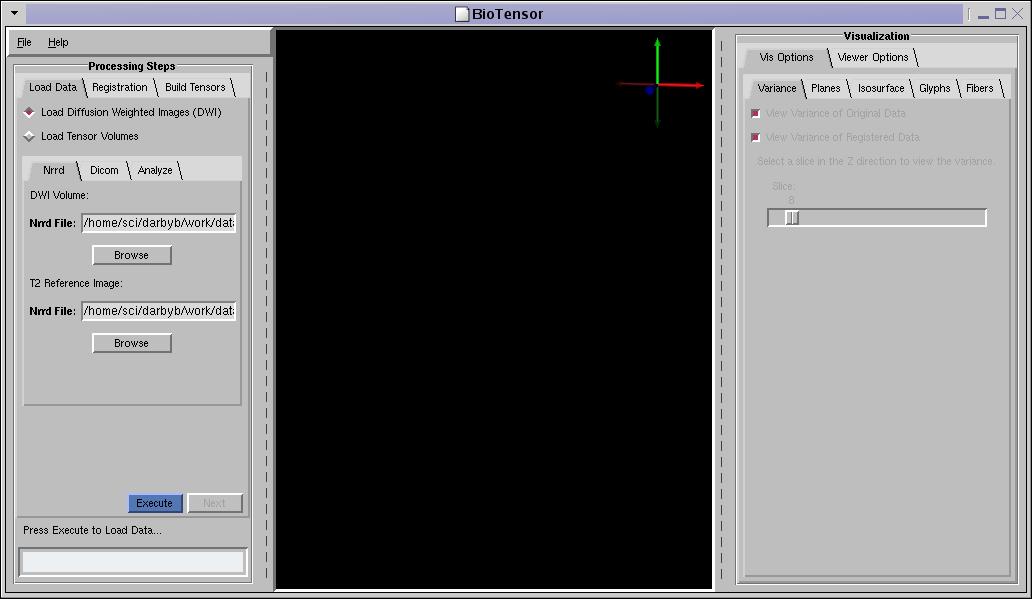 BioTensor
File Help
Processing Steps
Load Data Registration Build Tensors
Load Diffusion Weighted Images (DWI)
Load Tensor Volumes
Nrrd Dicom Analyze
DWI Volume:
Nrrd File: /home/sci/darbyb/work/dat
Browse
T2 Reference Image:
Nrrd File: /home/sci/darbyb/work/dat
Browse
Execute Next
Press Execute to Load Data...
Visualization
Vis Options Viewer Options
Variance Planes Isosurface Glyphs Fibers
View Variance of Original Data
View Variance of Registered Data
Select a slice in the Z direction to view the variance.
Slice:
8